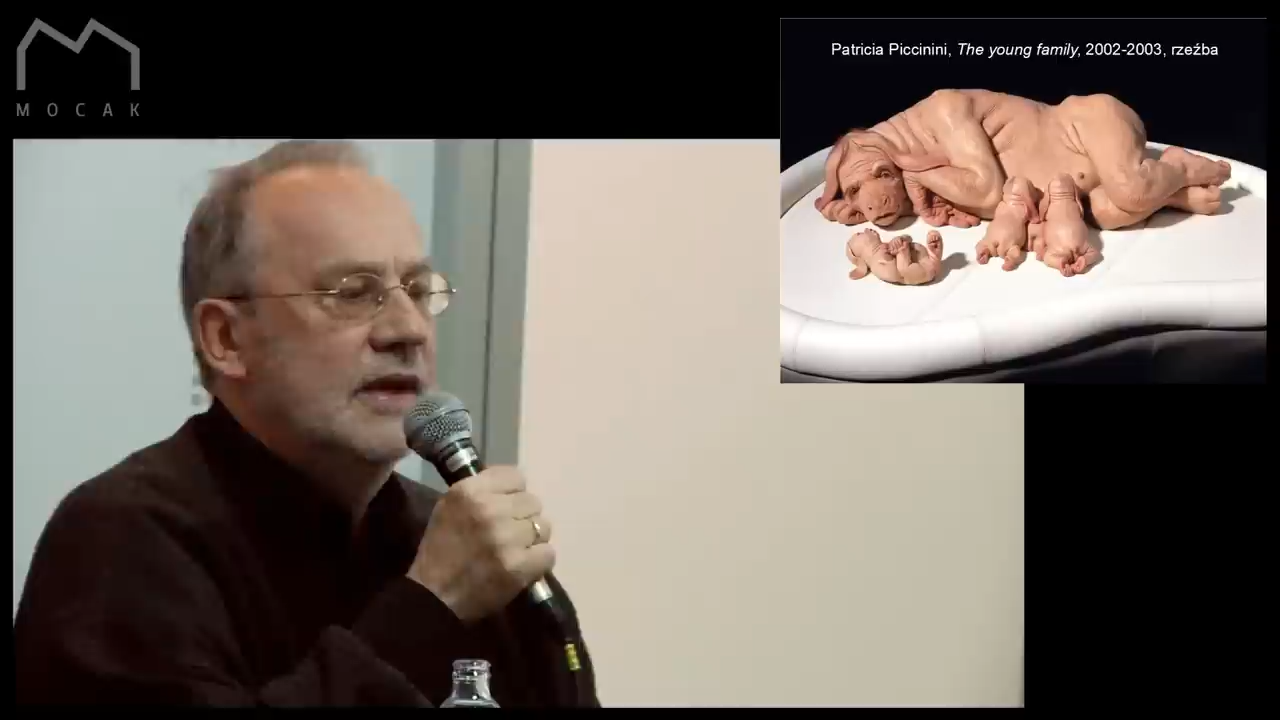 MOCAK
Patricia Piccinini, The young family, 2002-2003, rzeźba